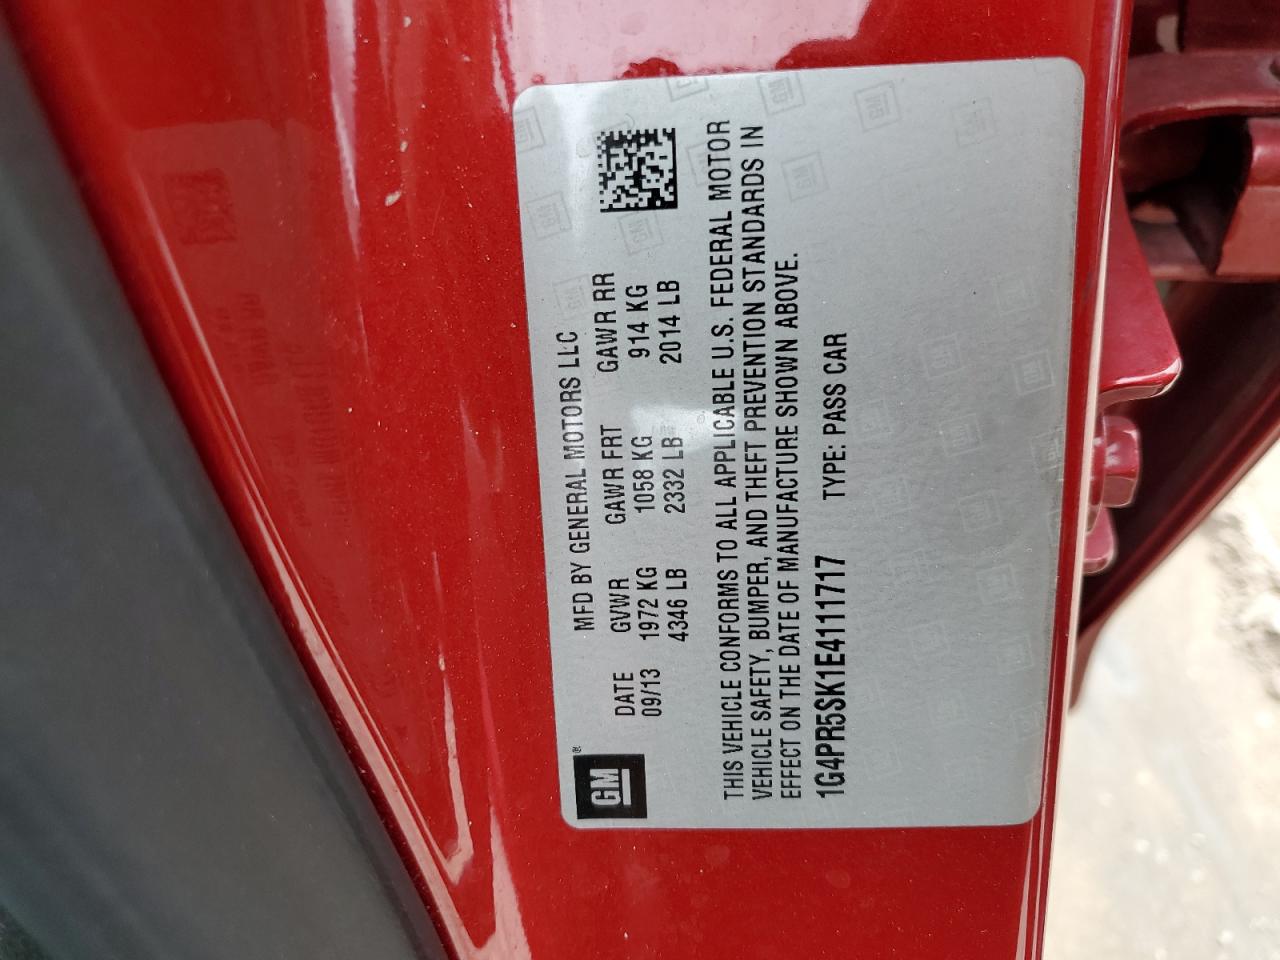 GM®
MFD BY GENERAL MOTORS LLC
DATE GVWR GAWR FRT GAWR RR
09/13 1972 KG 1058 KG 914 KG
4346 LB 2332 LB 2014 LB
THIS VEHICLE CONFORMS TO ALL APPLICABLE U.S. FEDERAL MOTOR
VEHICLE SAFETY, BUMPER, AND THEFT PREVENTION STANDARDS IN
EFFECT ON THE DATE OF MANUFACTURE SHOWN ABOVE.
1G4PR5SK1E4111717 TYPE: PASS CAR